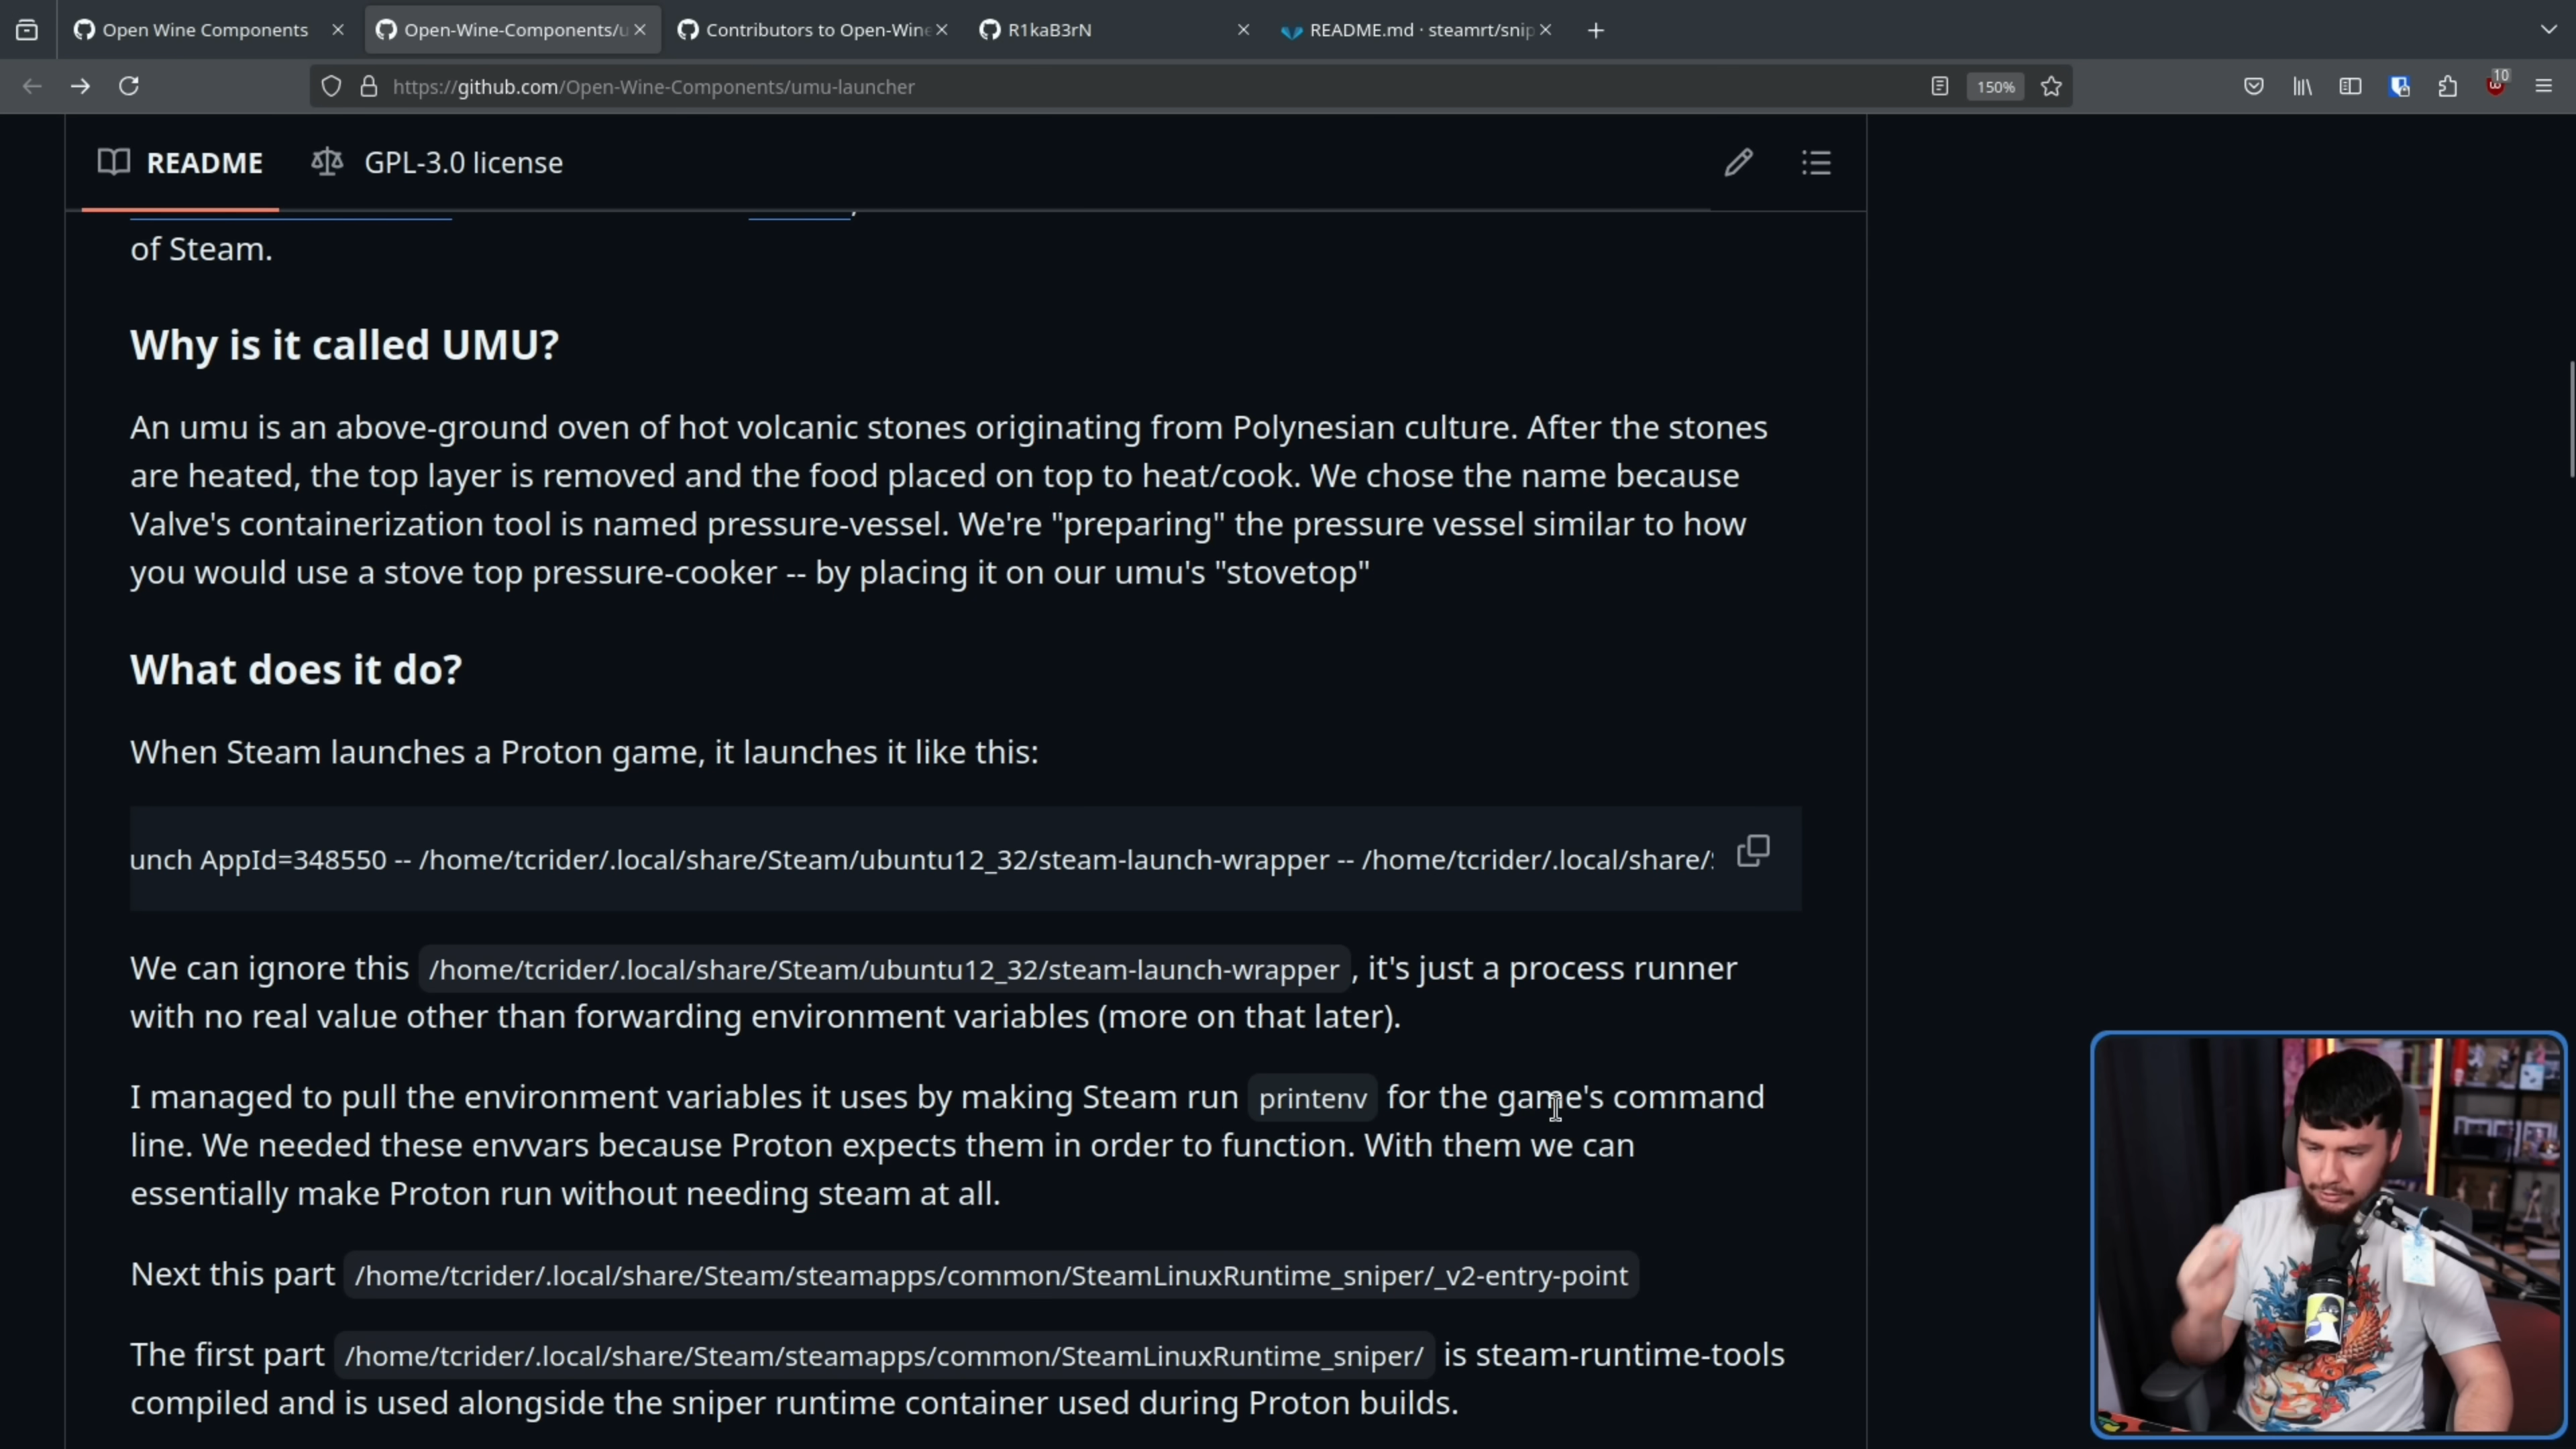 Open Wine Components
Open-Wine-Components/u
Contributors to Open-Wine
R1kaB3rN
README.md · steamrt/snip
https://github.com/Open-Wine-Components/umu-launcher
150%
10
README
GPL-3.0 license
of Steam.
Why is it called UMU?
An umu is an above-ground oven of hot volcanic stones originating from Polynesian culture. After the stones
are heated, the top layer is removed and the food placed on top to heat/cook. We chose the name because
Valve's containerization tool is named pressure-vessel. We're "preparing" the pressure vessel similar to how
you would use a stove top pressure-cooker -- by placing it on our umu's "stovetop"
What does it do?
When Steam launches a Proton game, it launches it like this:
unch AppId=348550 -- /home/tcrider/.local/share/Steam/ubuntu12_32/steam-launch-wrapper -- /home/tcrider/.local/share/
We can ignore this /home/tcrider/.local/share/Steam/ubuntu12_32/steam-launch-wrapper , it's just a process runner
with no real value other than forwarding environment variables (more on that later).
I managed to pull the environment variables it uses by making Steam run printenv for the game's command
line. We needed these envvars because Proton expects them in order to function. With them we can
essentially make Proton run without needing steam at all.
Next this part /home/tcrider/.local/share/Steam/steamapps/common/SteamLinuxRuntime_sniper/_v2-entry-point
The first part /home/tcrider/.local/share/Steam/steamapps/common/SteamLinuxRuntime_sniper/ is steam-runtime-tools
compiled and is used alongside the sniper runtime container used during Proton builds.